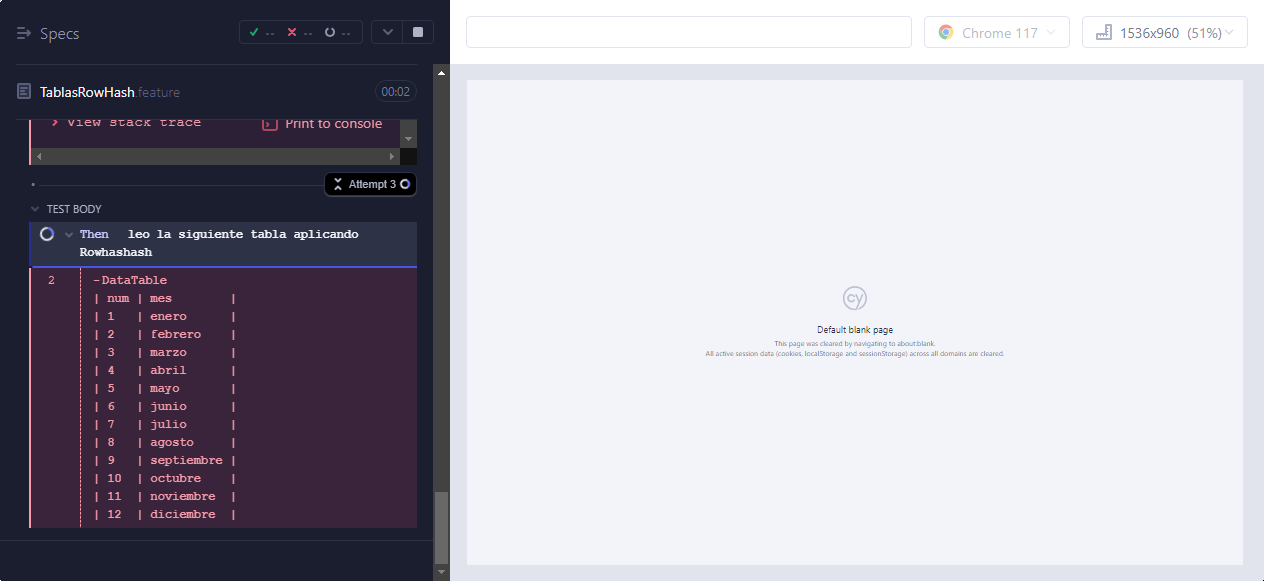 Specs
-- -- --
Chrome 117
1536x960 (51%)
TablasRowHash.feature
00:02
View stack trace
Print to console
Attempt 3
TEST BODY
Then leo la siguiente tabla aplicando
Rowhashash
2 -DataTable
| num | mes |
| 1 | enero |
| 2 | febrero |
| 3 | marzo |
| 4 | abril |
| 5 | mayo |
| 6 | junio |
| 7 | julio |
| 8 | agosto |
| 9 | septiembre |
| 10 | octubre |
| 11 | noviembre |
| 12 | diciembre |
cy
Default blank page
This page was cleared by navigating to about:blank.
All active session data (cookies, localStorage and sessionStorage) across all domains are cleared.